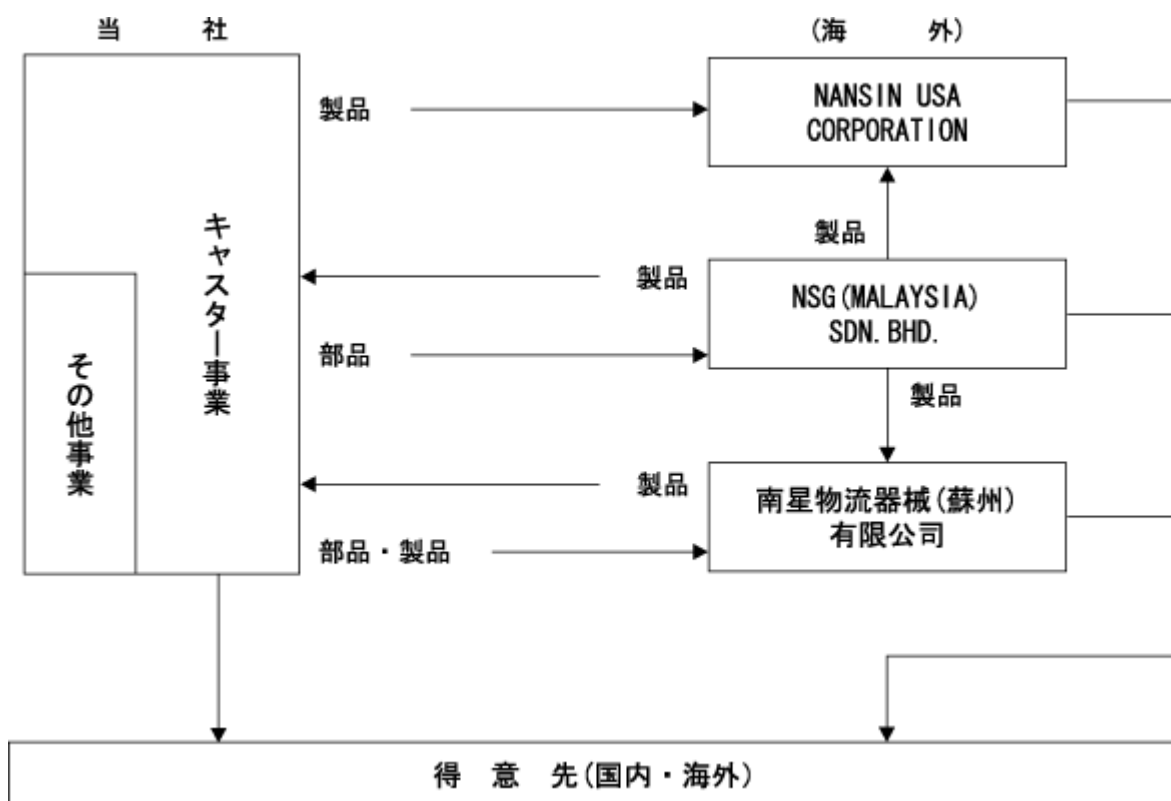 当 社
(海 外)
製品
NANSIN USA
CORPORATION
製品
キャスター事業
製品
NSG(MALAYSIA)
SDN.BHD.
部品
その他事業
製品
製品
南星物流器械(蘇州)
有限公司
部品・製品
得 意 先(国内・海外)